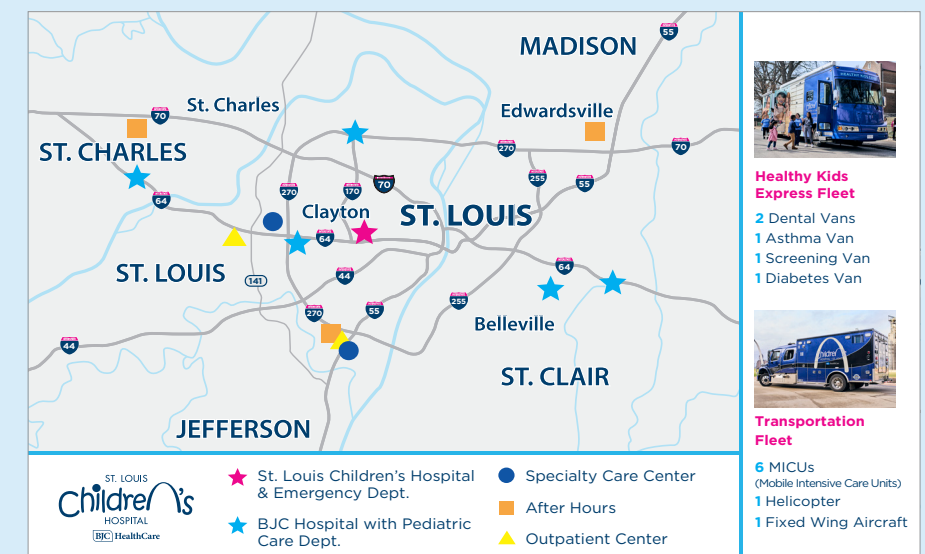 55
MADISON
St. Charles
Edwardsville
70
270
70
ST. CHARLES
64
270
170
70
255
55
Clayton
ST. LOUIS
64
ST. LOUIS
141
44
64
270
55
255
Belleville
44
ST. CLAIR
JEFFERSON
HEALTHY KIDS
Healthy Kids
Express Fleet
2 Dental Vans
1 Asthma Van
1 Screening Van
1 Diabetes Van
Children's
Transportation
Fleet
6 MICUs
(Mobile Intensive Care Units)
1 Helicopter
1 Fixed Wing Aircraft
ST. LOUIS
Children's
HOSPITAL
BJC HealthCare
St. Louis Children's Hospital
& Emergency Dept.
BJC Hospital with Pediatric
Care Dept.
Specialty Care Center
After Hours
Outpatient Center